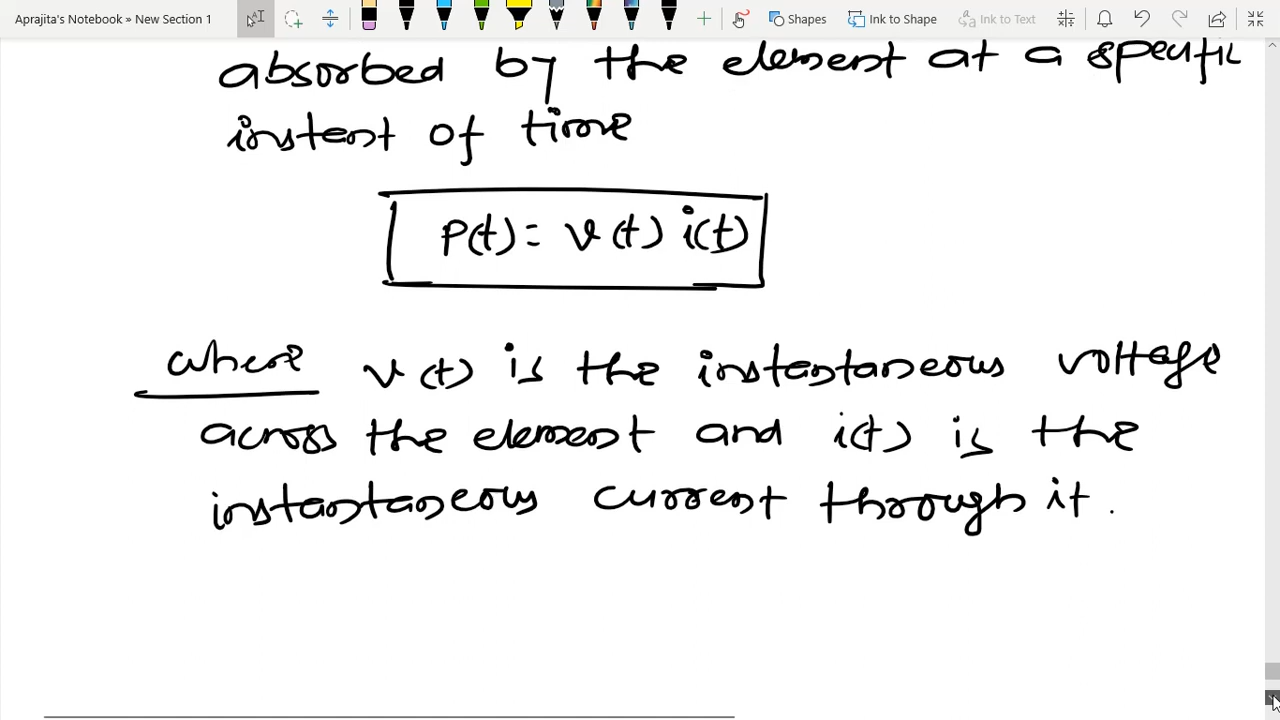 Aprajita's Notebook » New Section 1
Shapes
Ink to Shape
Ink to Text
absorbed by the element at a specific
instant of time
p(t) = v(t) i(t)
where v(t) is the instantaneous voltage
across the element and i(t) is the
instantaneous current through it.